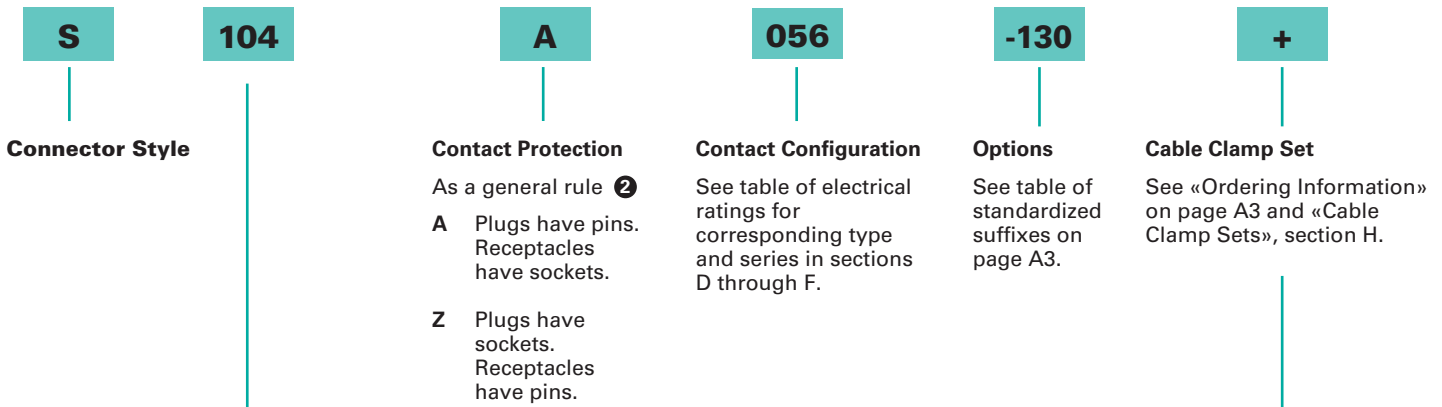 S
104
A
056
-130
+
Connector Style
Contact Protection
As a general rule ❷
A Plugs have pins.
Receptacles
have sockets.
Z Plugs have
sockets.
Receptacles
have pins.
Contact Configuration
See table of electrical
ratings for
corresponding type
and series in sections
D through F.
Options
See table of
standardized
suffixes on
page A3.
Cable Clamp Set
See «Ordering Information»
on page A3 and «Cable
Clamp Sets», section H.